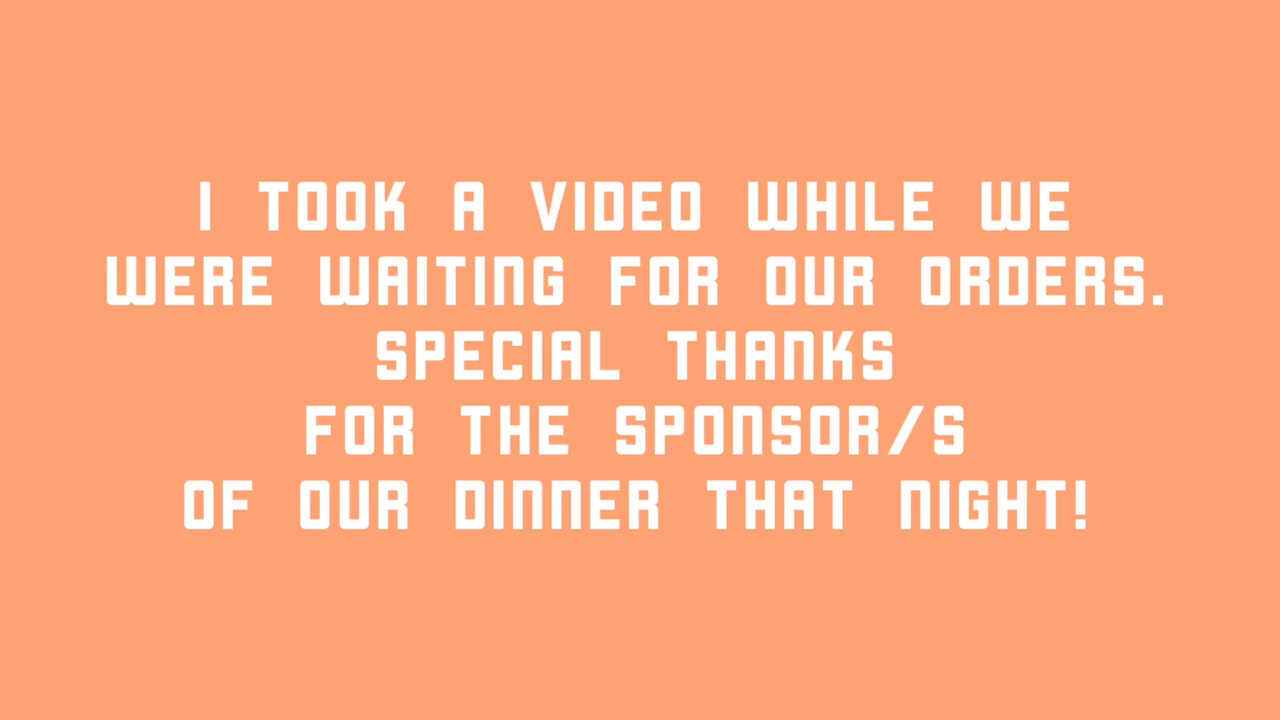 I TOOK A VIDEO WHILE WE
WERE WAITING FOR OUR ORDERS.
SPECIAL THANKS
FOR THE SPONSOR/S
OF OUR DINNER THAT NIGHT!